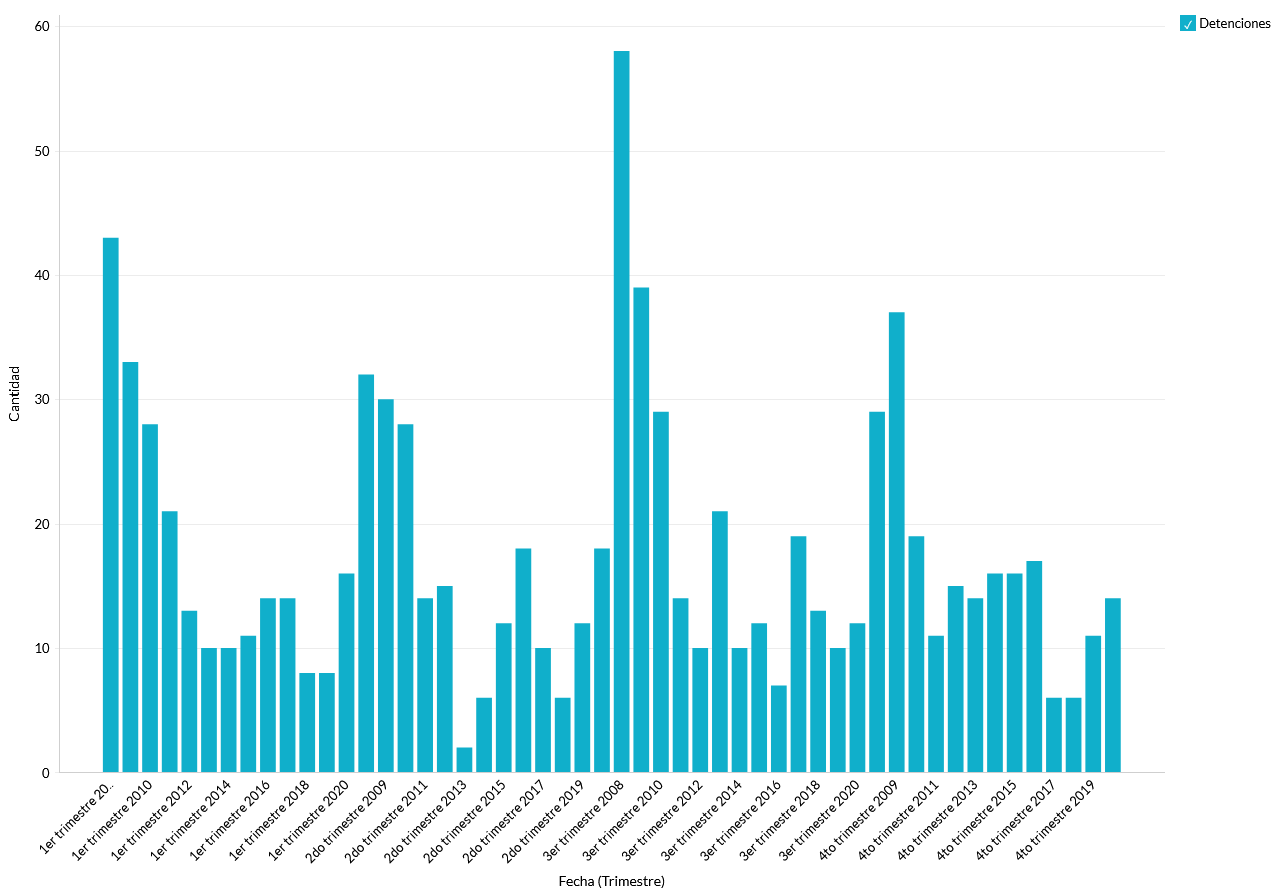 Detenciones
60
50
40
30
20
10
0
Cantidad
1er trimestre 20..
1er trimestre 2010
1er trimestre 2012
1er trimestre 2014
1er trimestre 2016
1er trimestre 2018
1er trimestre 2020
2do trimestre 2009
2do trimestre 2011
2do trimestre 2013
2do trimestre 2015
2do trimestre 2017
2do trimestre 2019
3er trimestre 2008
3er trimestre 2010
3er trimestre 2012
3er trimestre 2014
3er trimestre 2016
3er trimestre 2018
3er trimestre 2020
4to trimestre 2009
4to trimestre 2011
4to trimestre 2013
4to trimestre 2015
4to trimestre 2017
4to trimestre 2019
Fecha (Trimestre)